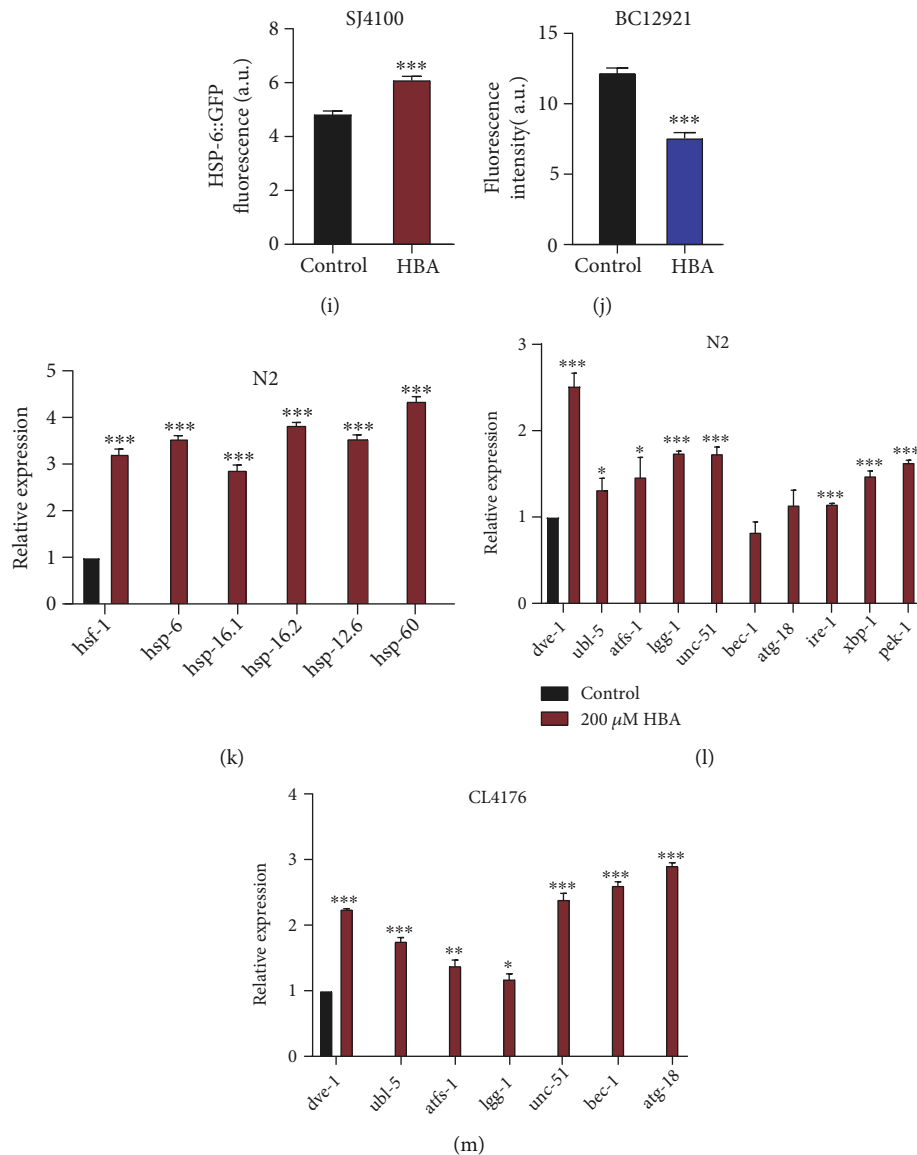 SJ4100
HSP-6::GFP
fluorescence (a.u.)
8
6
4
2
0
***
Control
HBA
(i)
BC12921
Fluorescence
intensity( a.u.)
15
10
5
0
***
Control
HBA
(j)
N2
Relative expression
5
4
3
2
1
0
*** *** *** *** *** ***
hsf-1
hsp-6
hsp-16.1
hsp-16.2
hsp-12.6
hsp-60
(k)
N2
Relative expression
3
2
1
0
*** * * *** *** *** *** ***
dve-1
ubl-5
atfs-1
lgg-1
unc-51
bec-1
atg-18
ire-1
xbp-1
pek-1
Control
200 μM HBA
(l)
CL4176
Relative expression
4
3
2
1
0
*** *** ** * *** *** ***
dve-1
ubl-5
atfs-1
lgg-1
unc-51
bec-1
atg-18
(m)